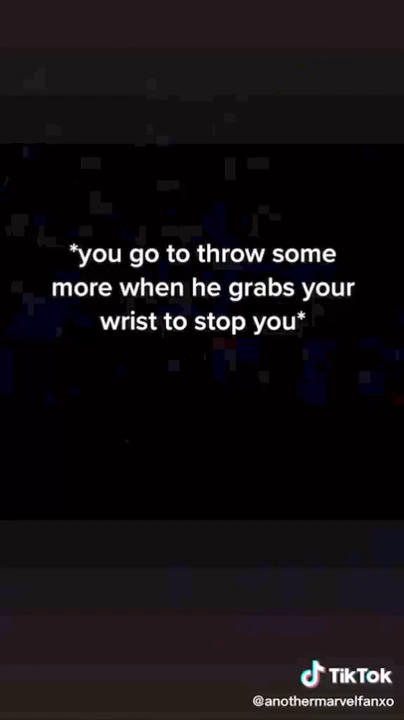 *you go to throw some
more when he grabs your
wrist to stop you*
TikTok
@anothermarvelfanxo